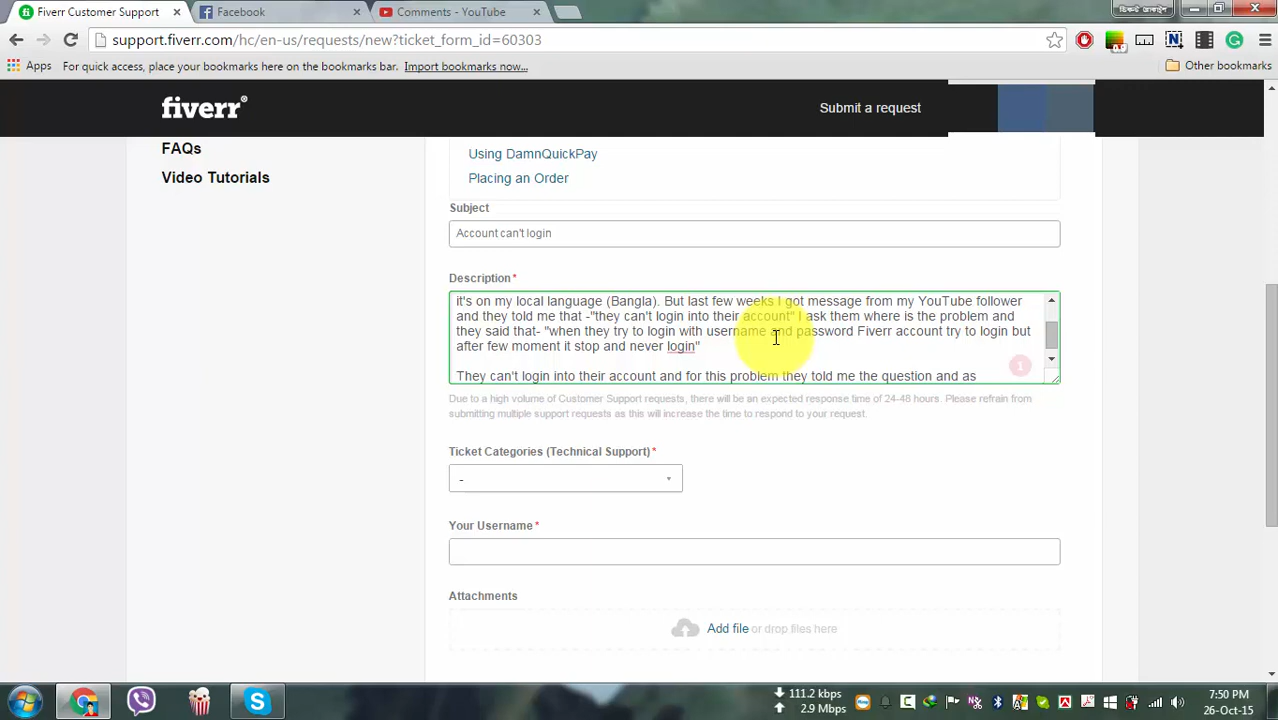 Fiverr Customer Support
Facebook
Comments - YouTube
support.fiverr.com/hc/en-us/requests/new?ticket_form_id=60303
Apps
For quick access, place your bookmarks here on the bookmarks bar. Import bookmarks now...
Other bookmarks
fiverr®
Submit a request
FAQs
Video Tutorials
Using DamnQuickPay
Placing an Order
Subject
Account can't login
Description*
it's on my local language (Bangla). But last few weeks I got message from my YouTube follower
and they told me that -"they can't login into their account" I ask them where is the problem and
they said that- "when they try to login with username and password Fiverr account try to login but
after few moment it stop and never login"
They can't login into their account and for this problem they told me the question and as
1
Due to a high volume of Customer Support requests, there will be an expected response time of 24-48 hours. Please refrain from
submitting multiple support requests as this will increase the time to respond to your request.
Ticket Categories (Technical Support)*
-
Your Username*
Attachments
Add file or drop files here
111.2 kbps
2.9 Mbps
7:50 PM
26-Oct-15